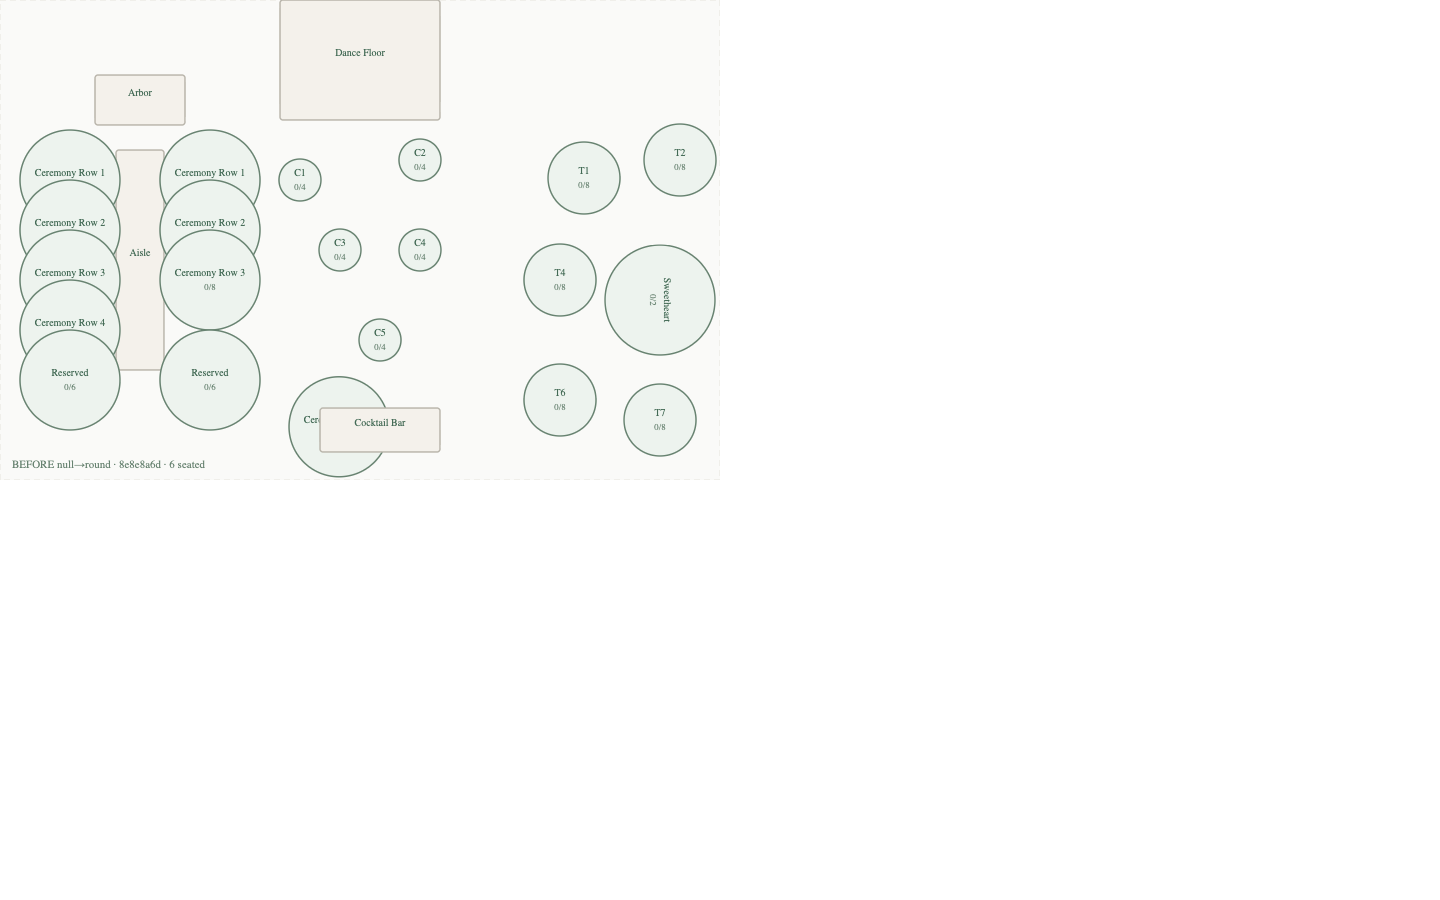 Dance Floor
Arbor
Ceremony Row 1
Ceremony Row 1
Ceremony Row 2
Ceremony Row 2
Aisle
Ceremony Row 3
Ceremony Row 3
0/8
Ceremony Row 4
Reserved
0/6
Reserved
0/6
C1
0/4
C2
0/4
C3
0/4
C4
0/4
C5
0/4
Cer
Cocktail Bar
T1
0/8
T2
0/8
T4
0/8
Sweetheart
0/2
T6
0/8
T7
0/8
BEFORE null→round · 8e8e8a6d · 6 seated